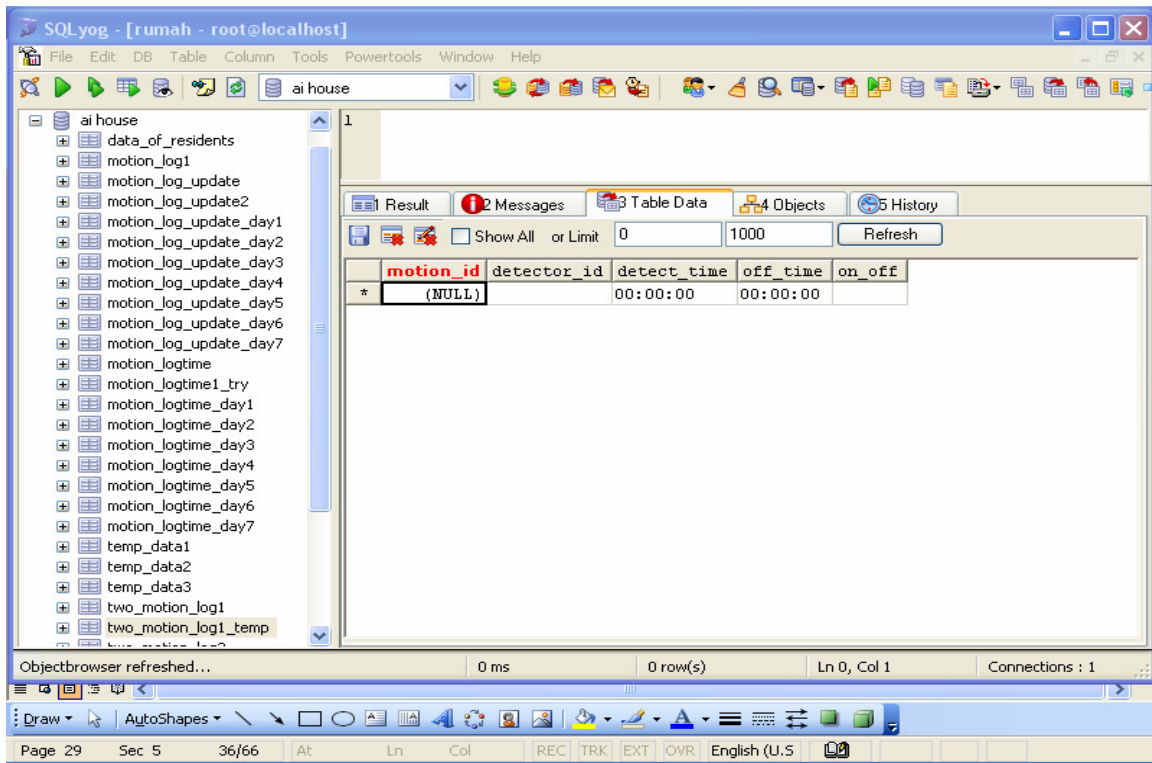 SQLyog - [rumah - root@localhost]
File Edit DB Table Column Tools Powertools Window Help
ai house
ai house
data_of_residents
motion_log1
motion_log_update
motion_log_update2
motion_log_update_day1
motion_log_update_day2
motion_log_update_day3
motion_log_update_day4
motion_log_update_day5
motion_log_update_day6
motion_log_update_day7
motion_logtime
motion_logtime1_try
motion_logtime_day1
motion_logtime_day2
motion_logtime_day3
motion_logtime_day4
motion_logtime_day5
motion_logtime_day6
motion_logtime_day7
temp_data1
temp_data2
temp_data3
two_motion_log1
two_motion_log1_temp
1
1 Result 2 Messages 3 Table Data 4 Objects 5 History
Show All or Limit 0 1000 Refresh
motion_id detector_id detect_time off_time on_off
* (NULL) 00:00:00 00:00:00
Objectbrowser refreshed... 0 ms 0 row(s) Ln 0, Col 1 Connections : 1
Draw AutoShapes
Page 29 Sec 5 36/66 At Ln Col REC TRK EXT OVR English (U.S